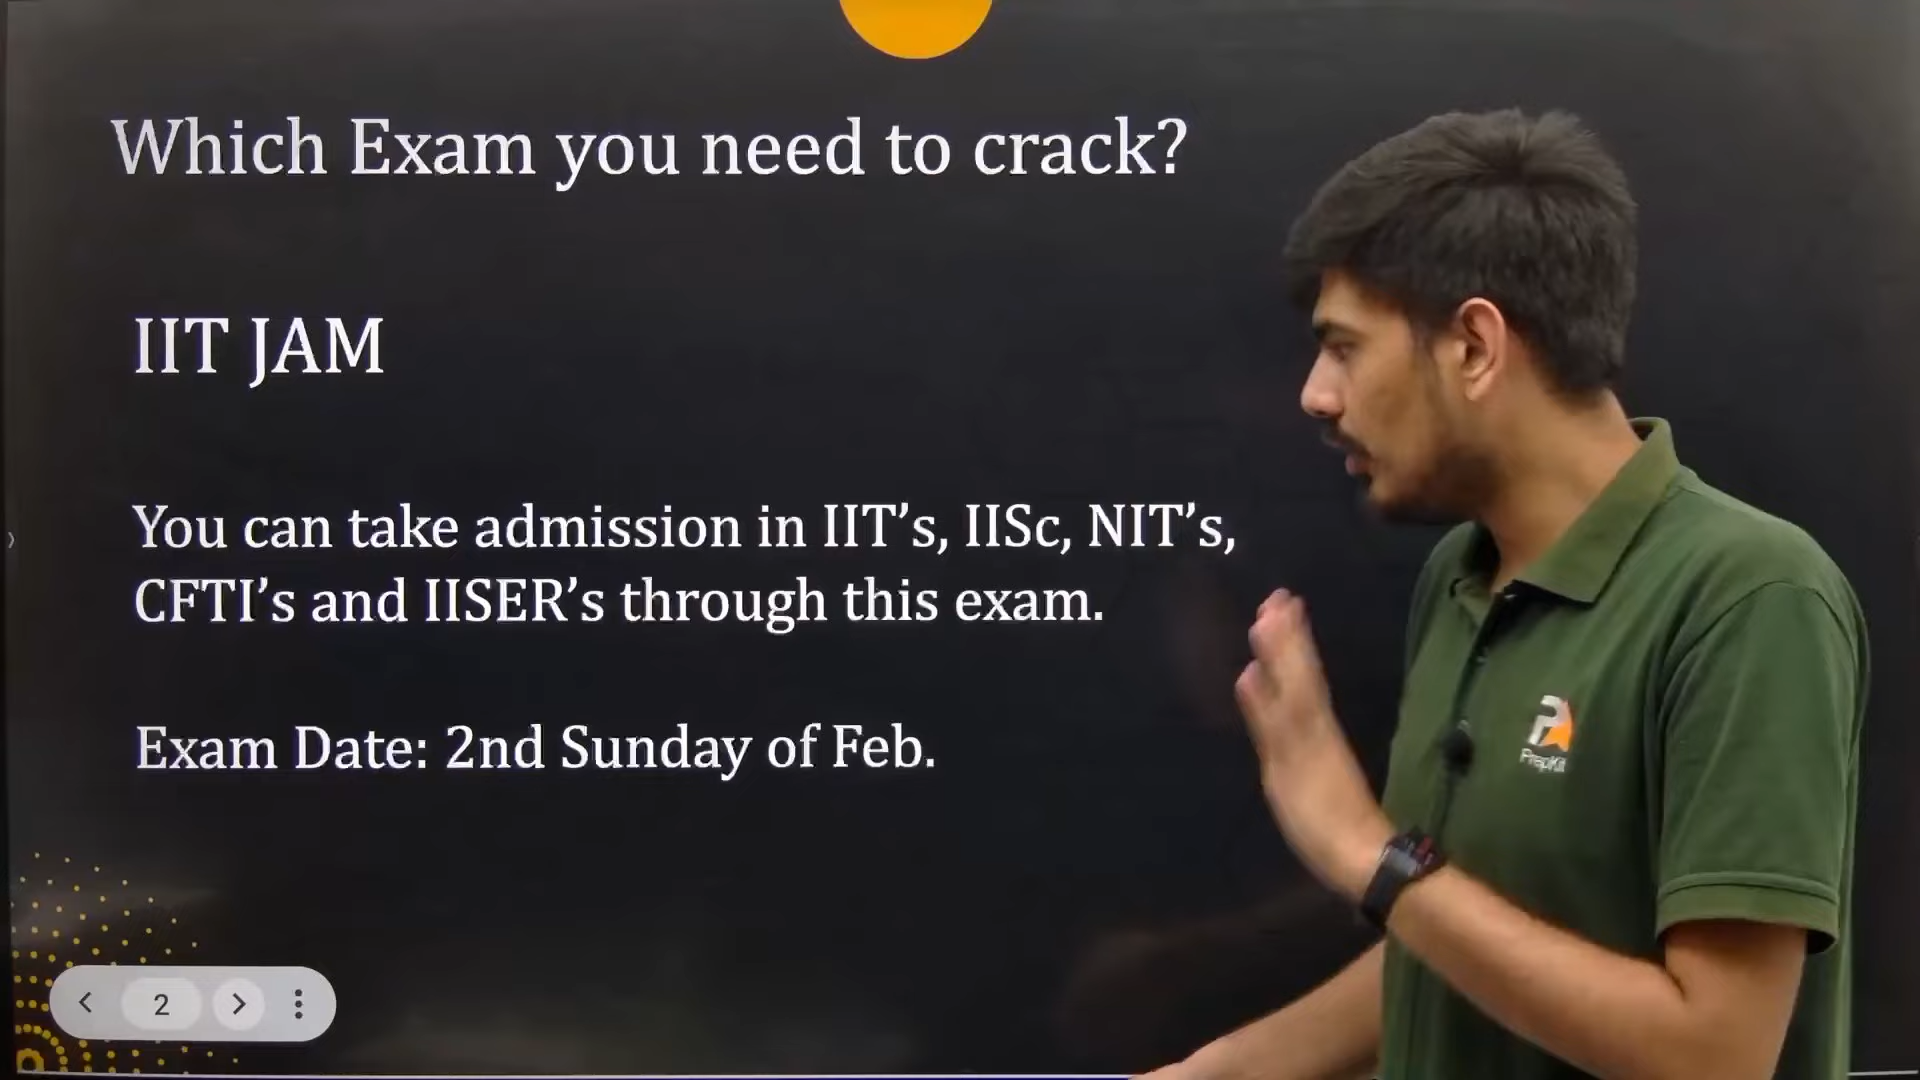 Which Exam you need to crack?
IIT JAM
You can take admission in IIT’s, IISc, NIT’s,
CFTI’s and IISER’s through this exam.
Exam Date: 2nd Sunday of Feb.
2
PrepKit